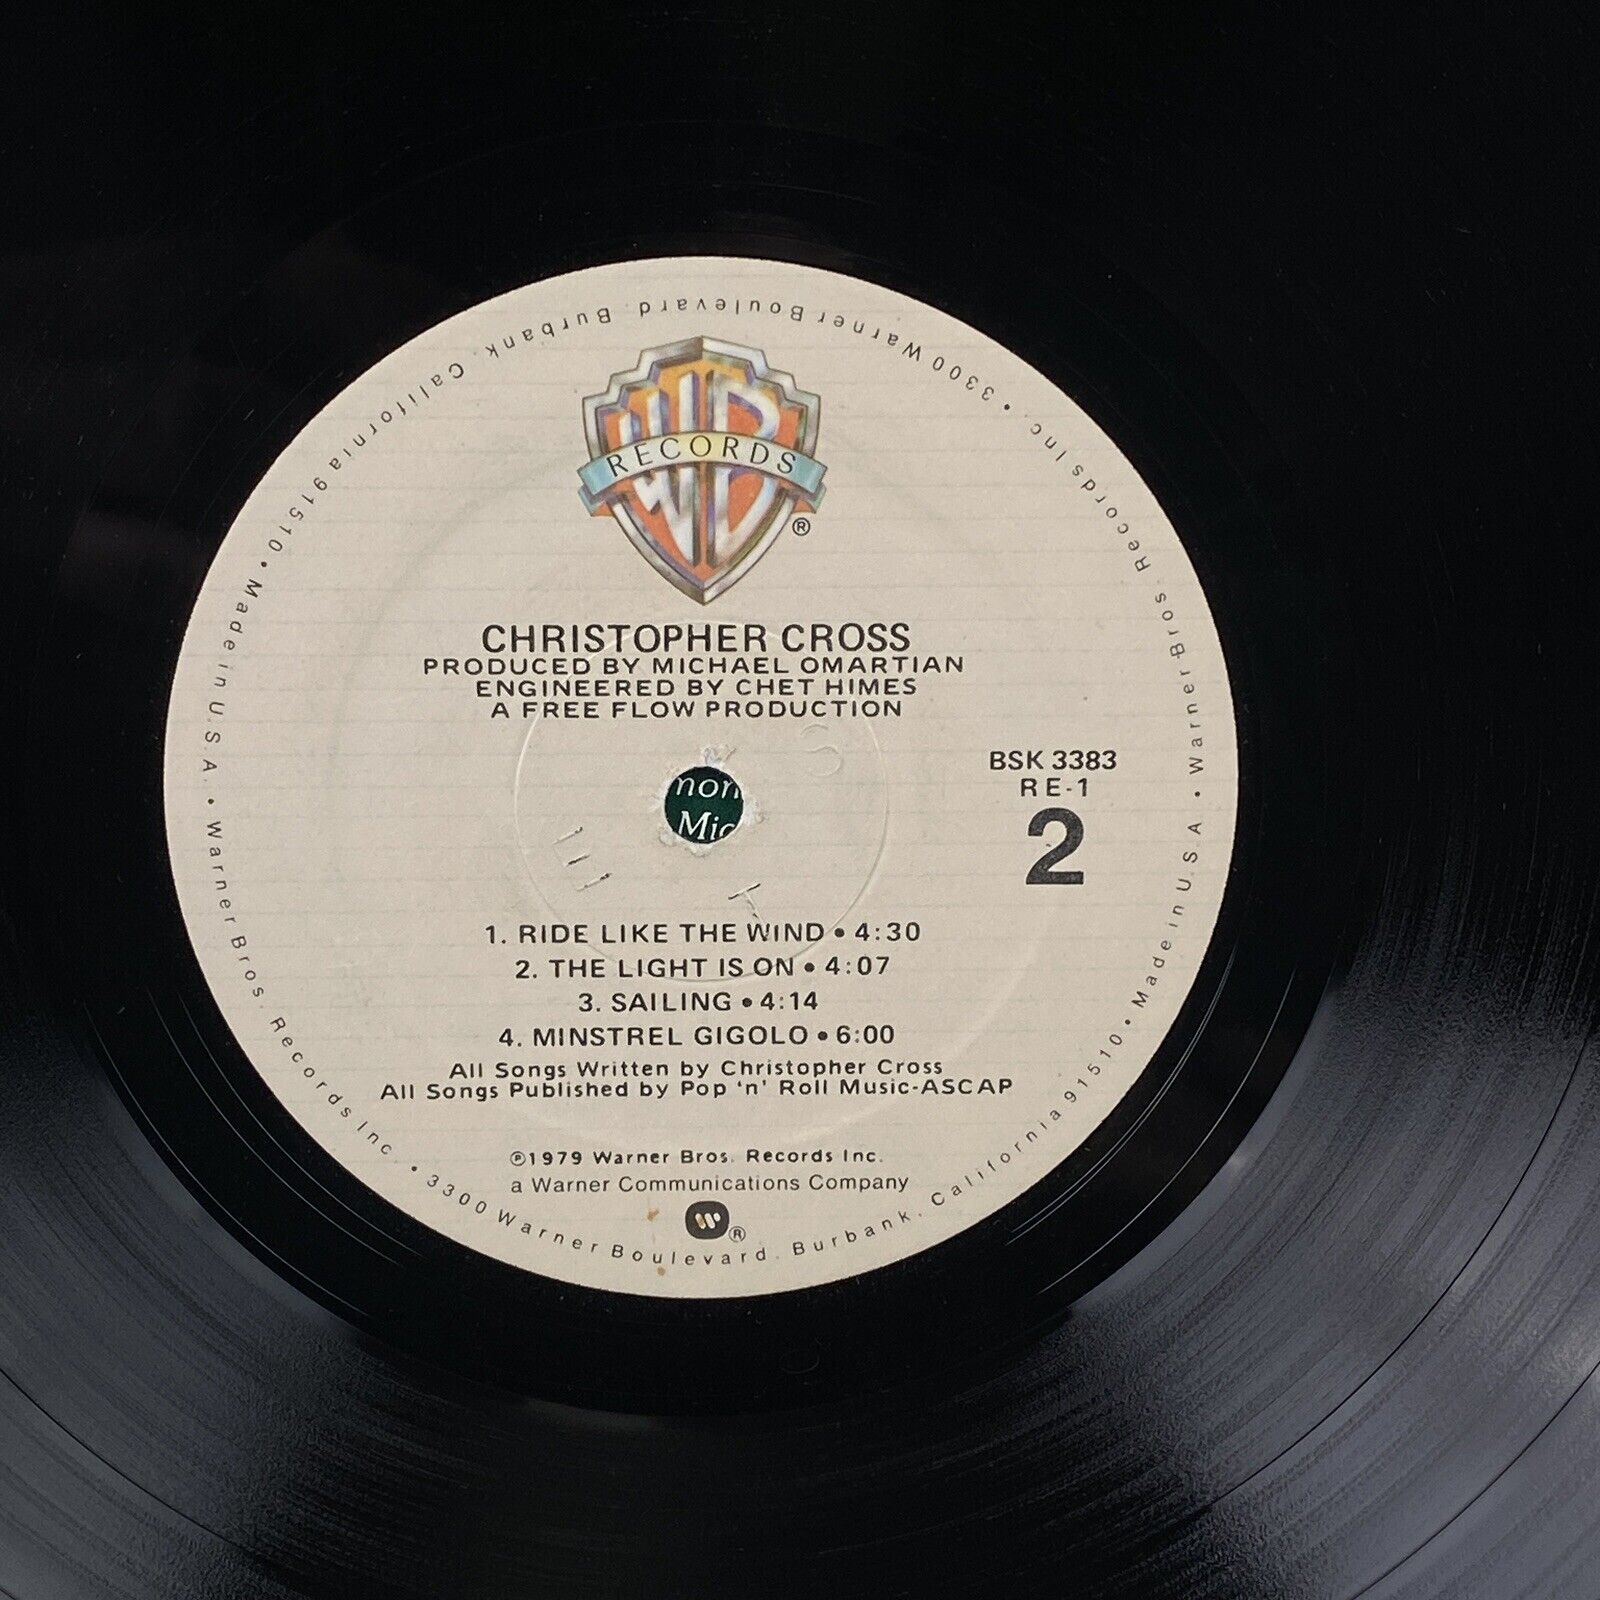 3300 Warner Boulevard, Burbank, California 91510 • Made in U.S.A. • Warner Bros. Records Inc. • 3300 Warner Boulevard, Burbank, California 91510 • Made in U.S.A. • Warner Bros. Records Inc. •
WB
RECORDS
®
CHRISTOPHER CROSS
PRODUCED BY MICHAEL OMARTIAN
ENGINEERED BY CHET HIMES
A FREE FLOW PRODUCTION
BSK 3383
RE-1
2
1. RIDE LIKE THE WIND • 4:30
2. THE LIGHT IS ON • 4:07
3. SAILING • 4:14
4. MINSTREL GIGOLO • 6:00
All Songs Written by Christopher Cross
All Songs Published by Pop 'n' Roll Music-ASCAP
℗1979 Warner Bros. Records Inc.
a Warner Communications Company
®